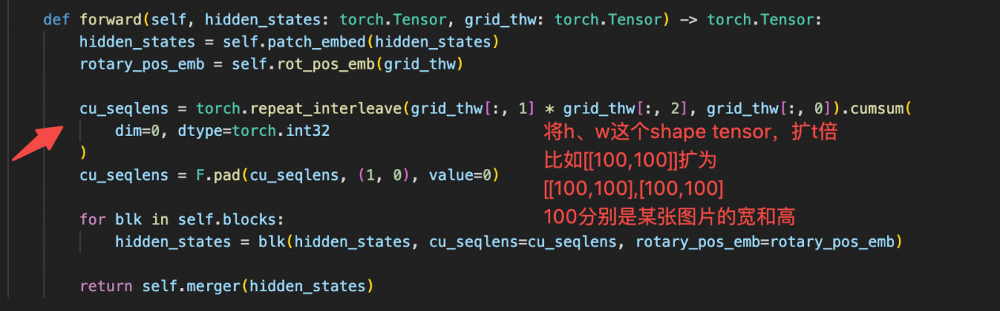 def forward(self, hidden_states: torch.Tensor, grid_thw: torch.Tensor) -> torch.Tensor:
hidden_states = self.patch_embed(hidden_states)
rotary_pos_emb = self.rot_pos_emb(grid_thw)
cu_seqlens = torch.repeat_interleave(grid_thw[:, 1] * grid_thw[:, 2], grid_thw[:, 0]).cumsum(
dim=0, dtype=torch.int32
)
cu_seqlens = F.pad(cu_seqlens, (1, 0), value=0)
将h、w这个shape tensor，扩t倍
比如[[100,100]]扩为
[[100,100],[100,100]
100分别是某张图片的宽和高
for blk in self.blocks:
hidden_states = blk(hidden_states, cu_seqlens=cu_seqlens, rotary_pos_emb=rotary_pos_emb)
return self.merger(hidden_states)